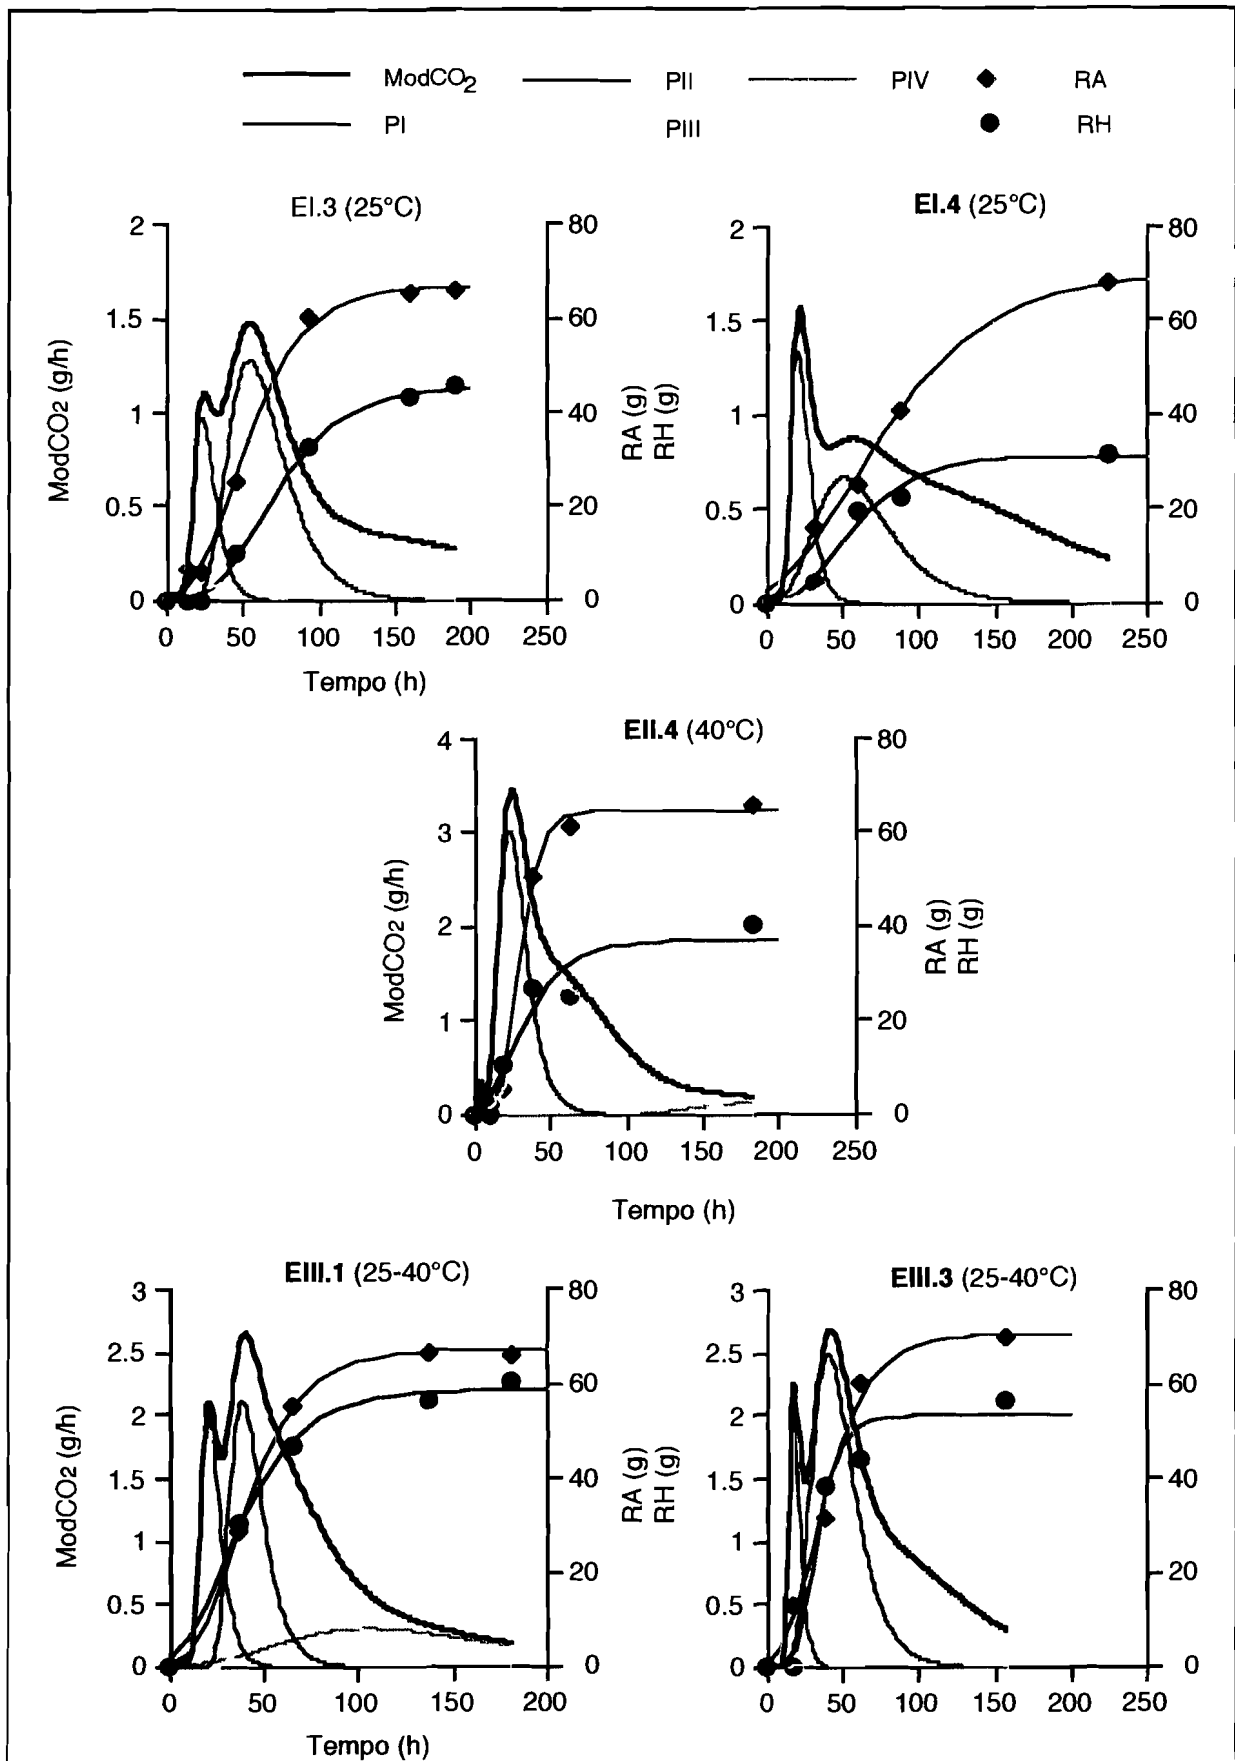 ModCO2 PII PIV RA
PI PIII RH
EI.3 (25°C)
2
1.5
1
0.5
0
80
60
40
20
0
0 50 100 150 200 250
ModCO2 (g/h)
RA (g)
RH (g)
Tempo (h)
EI.4 (25°C)
2
1.5
1
0.5
0
80
60
40
20
0
0 50 100 150 200 250
EII.4 (40°C)
4
3
2
1
0
80
60
40
20
0
0 50 100 150 200 250
ModCO2 (g/h)
RA (g)
RH (g)
Tempo (h)
EIII.1 (25-40°C)
3
2.5
2
1.5
1
0.5
0
80
60
40
20
0
0 50 100 150 200
ModCO2 (g/h)
RA (g)
RH (g)
Tempo (h)
EIII.3 (25-40°C)
3
2.5
2
1.5
1
0.5
0
80
60
40
20
0
0 50 100 150 200 250